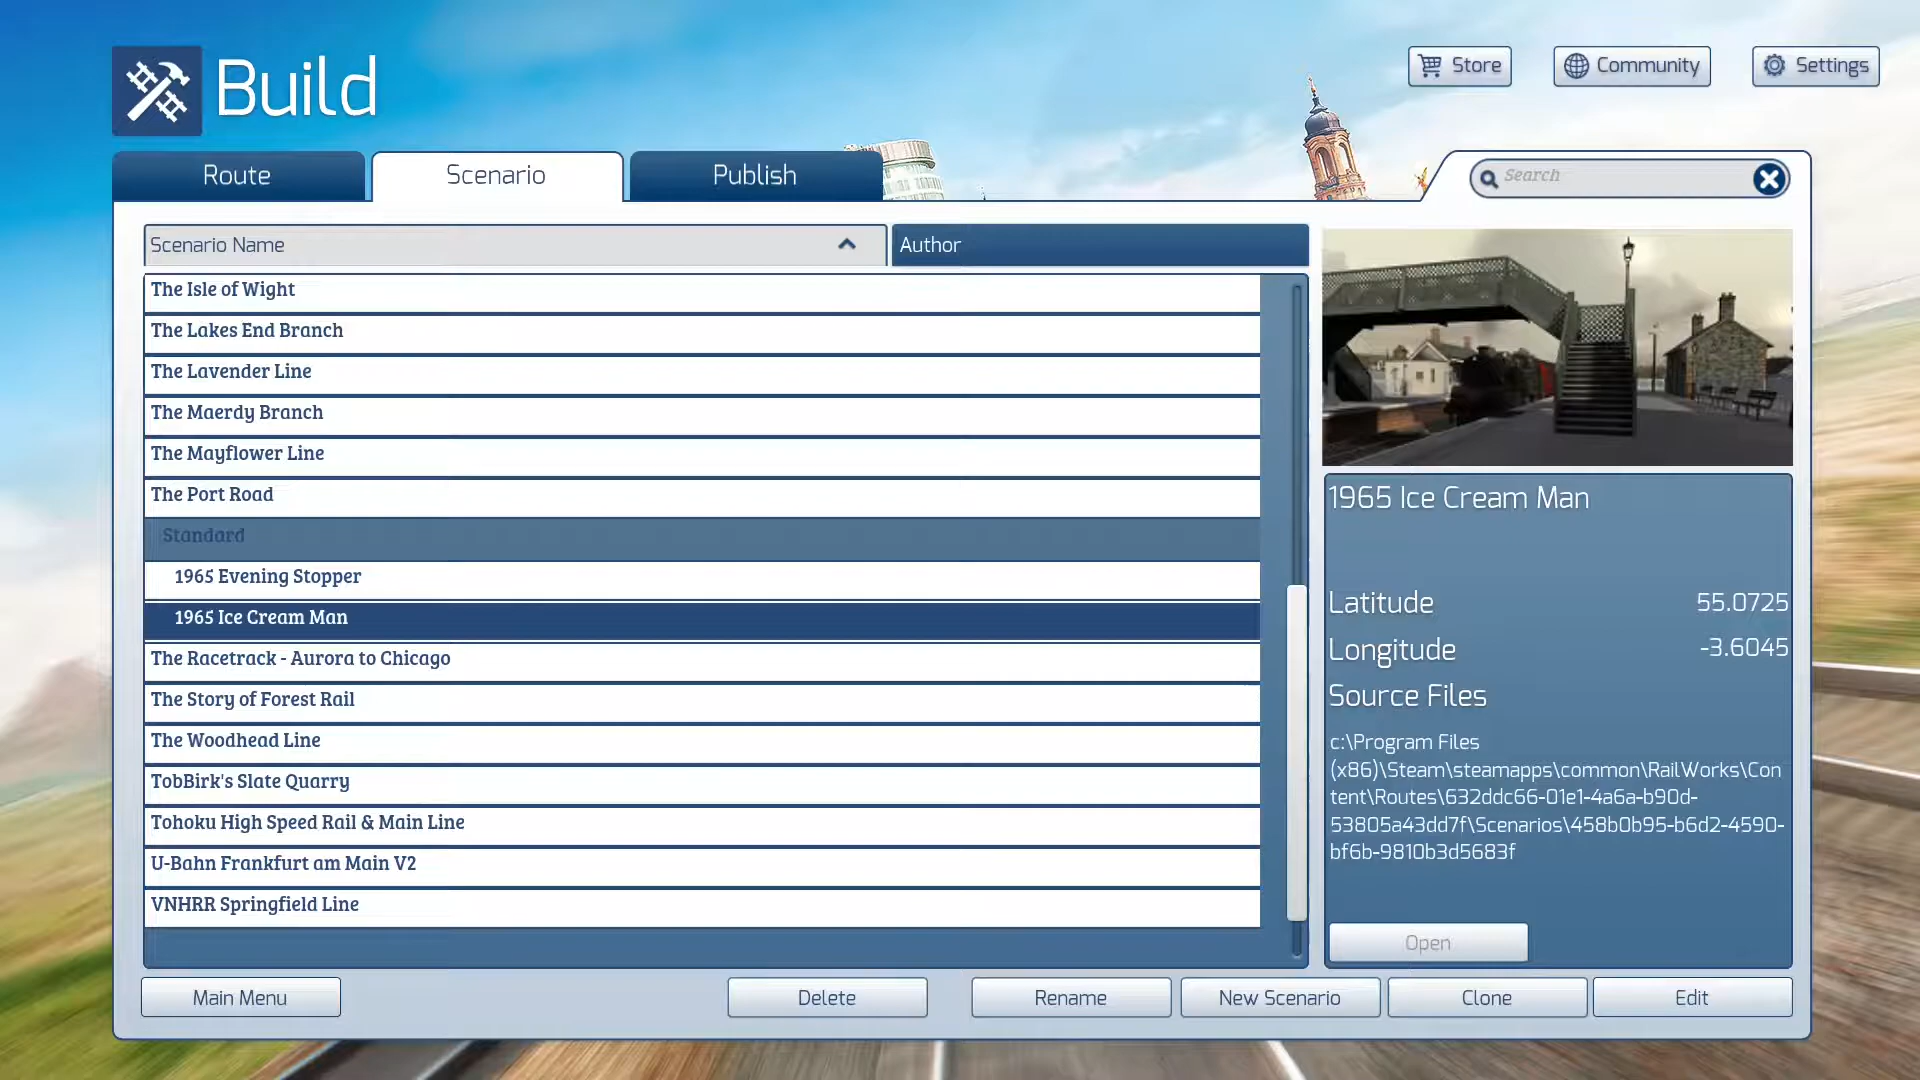 Build
Store
Community
Settings
Route
Scenario
Publish
Search
Scenario Name
Author
The Isle of Wight
The Lakes End Branch
The Lavender Line
The Maerdy Branch
The Mayflower Line
The Port Road
Standard
1965 Evening Stopper
1965 Ice Cream Man
The Racetrack - Aurora to Chicago
The Story of Forest Rail
The Woodhead Line
TobBirk's Slate Quarry
Tohoku High Speed Rail & Main Line
U-Bahn Frankfurt am Main V2
VNHRR Springfield Line
1965 Ice Cream Man
Latitude 55.0725
Longitude -3.6045
Source Files
c:\Program Files
(x86)\Steam\steamapps\common\RailWorks\Con
tent\Routes\632ddc66-01e1-4a6a-b90d-
53805a43dd7f\Scenarios\458b0b95-b6d2-4590-
bf6b-9810b3d5683f
Open
Main Menu
Delete
Rename
New Scenario
Clone
Edit